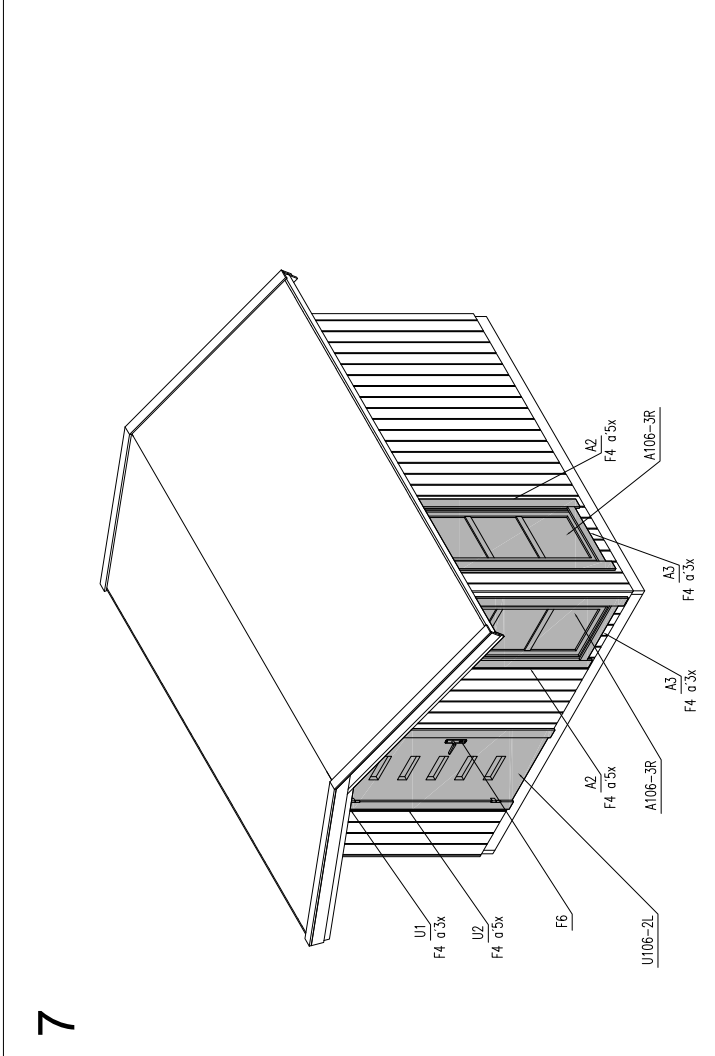 7
U1
F4 a'3x
U2
F4 a'5x
F6
U106-2L
A2
F4 a'5x
A106-3R
A3
F4 a'3x
A3
F4 a'3x
A2
F4 a'5x
A106-3R